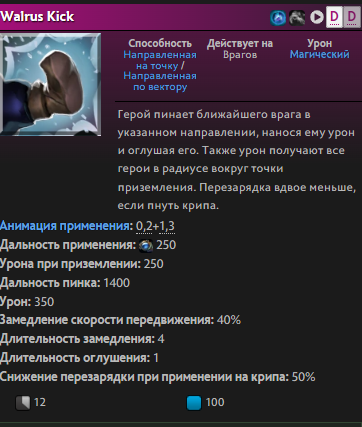 Walrus Kick
D D
Способность Действует на Урон
Направленная Врагов Магический
на точку /
Направленная
по вектору
Герой пинает ближайшего врага в
указанном направлении, нанося ему урон
и оглушая его. Также урон получают все
герои в радиусе вокруг точки
приземления. Перезарядка вдвое меньше,
если пнуть крипа.
Анимация применения: 0,2+1,3
Дальность применения: 250
Урона при приземлении: 250
Дальность пинка: 1400
Урон: 350
Замедление скорости передвижения: 40%
Длительность замедления: 4
Длительность оглушения: 1
Снижение перезарядки при применении на крипа: 50%
12 100